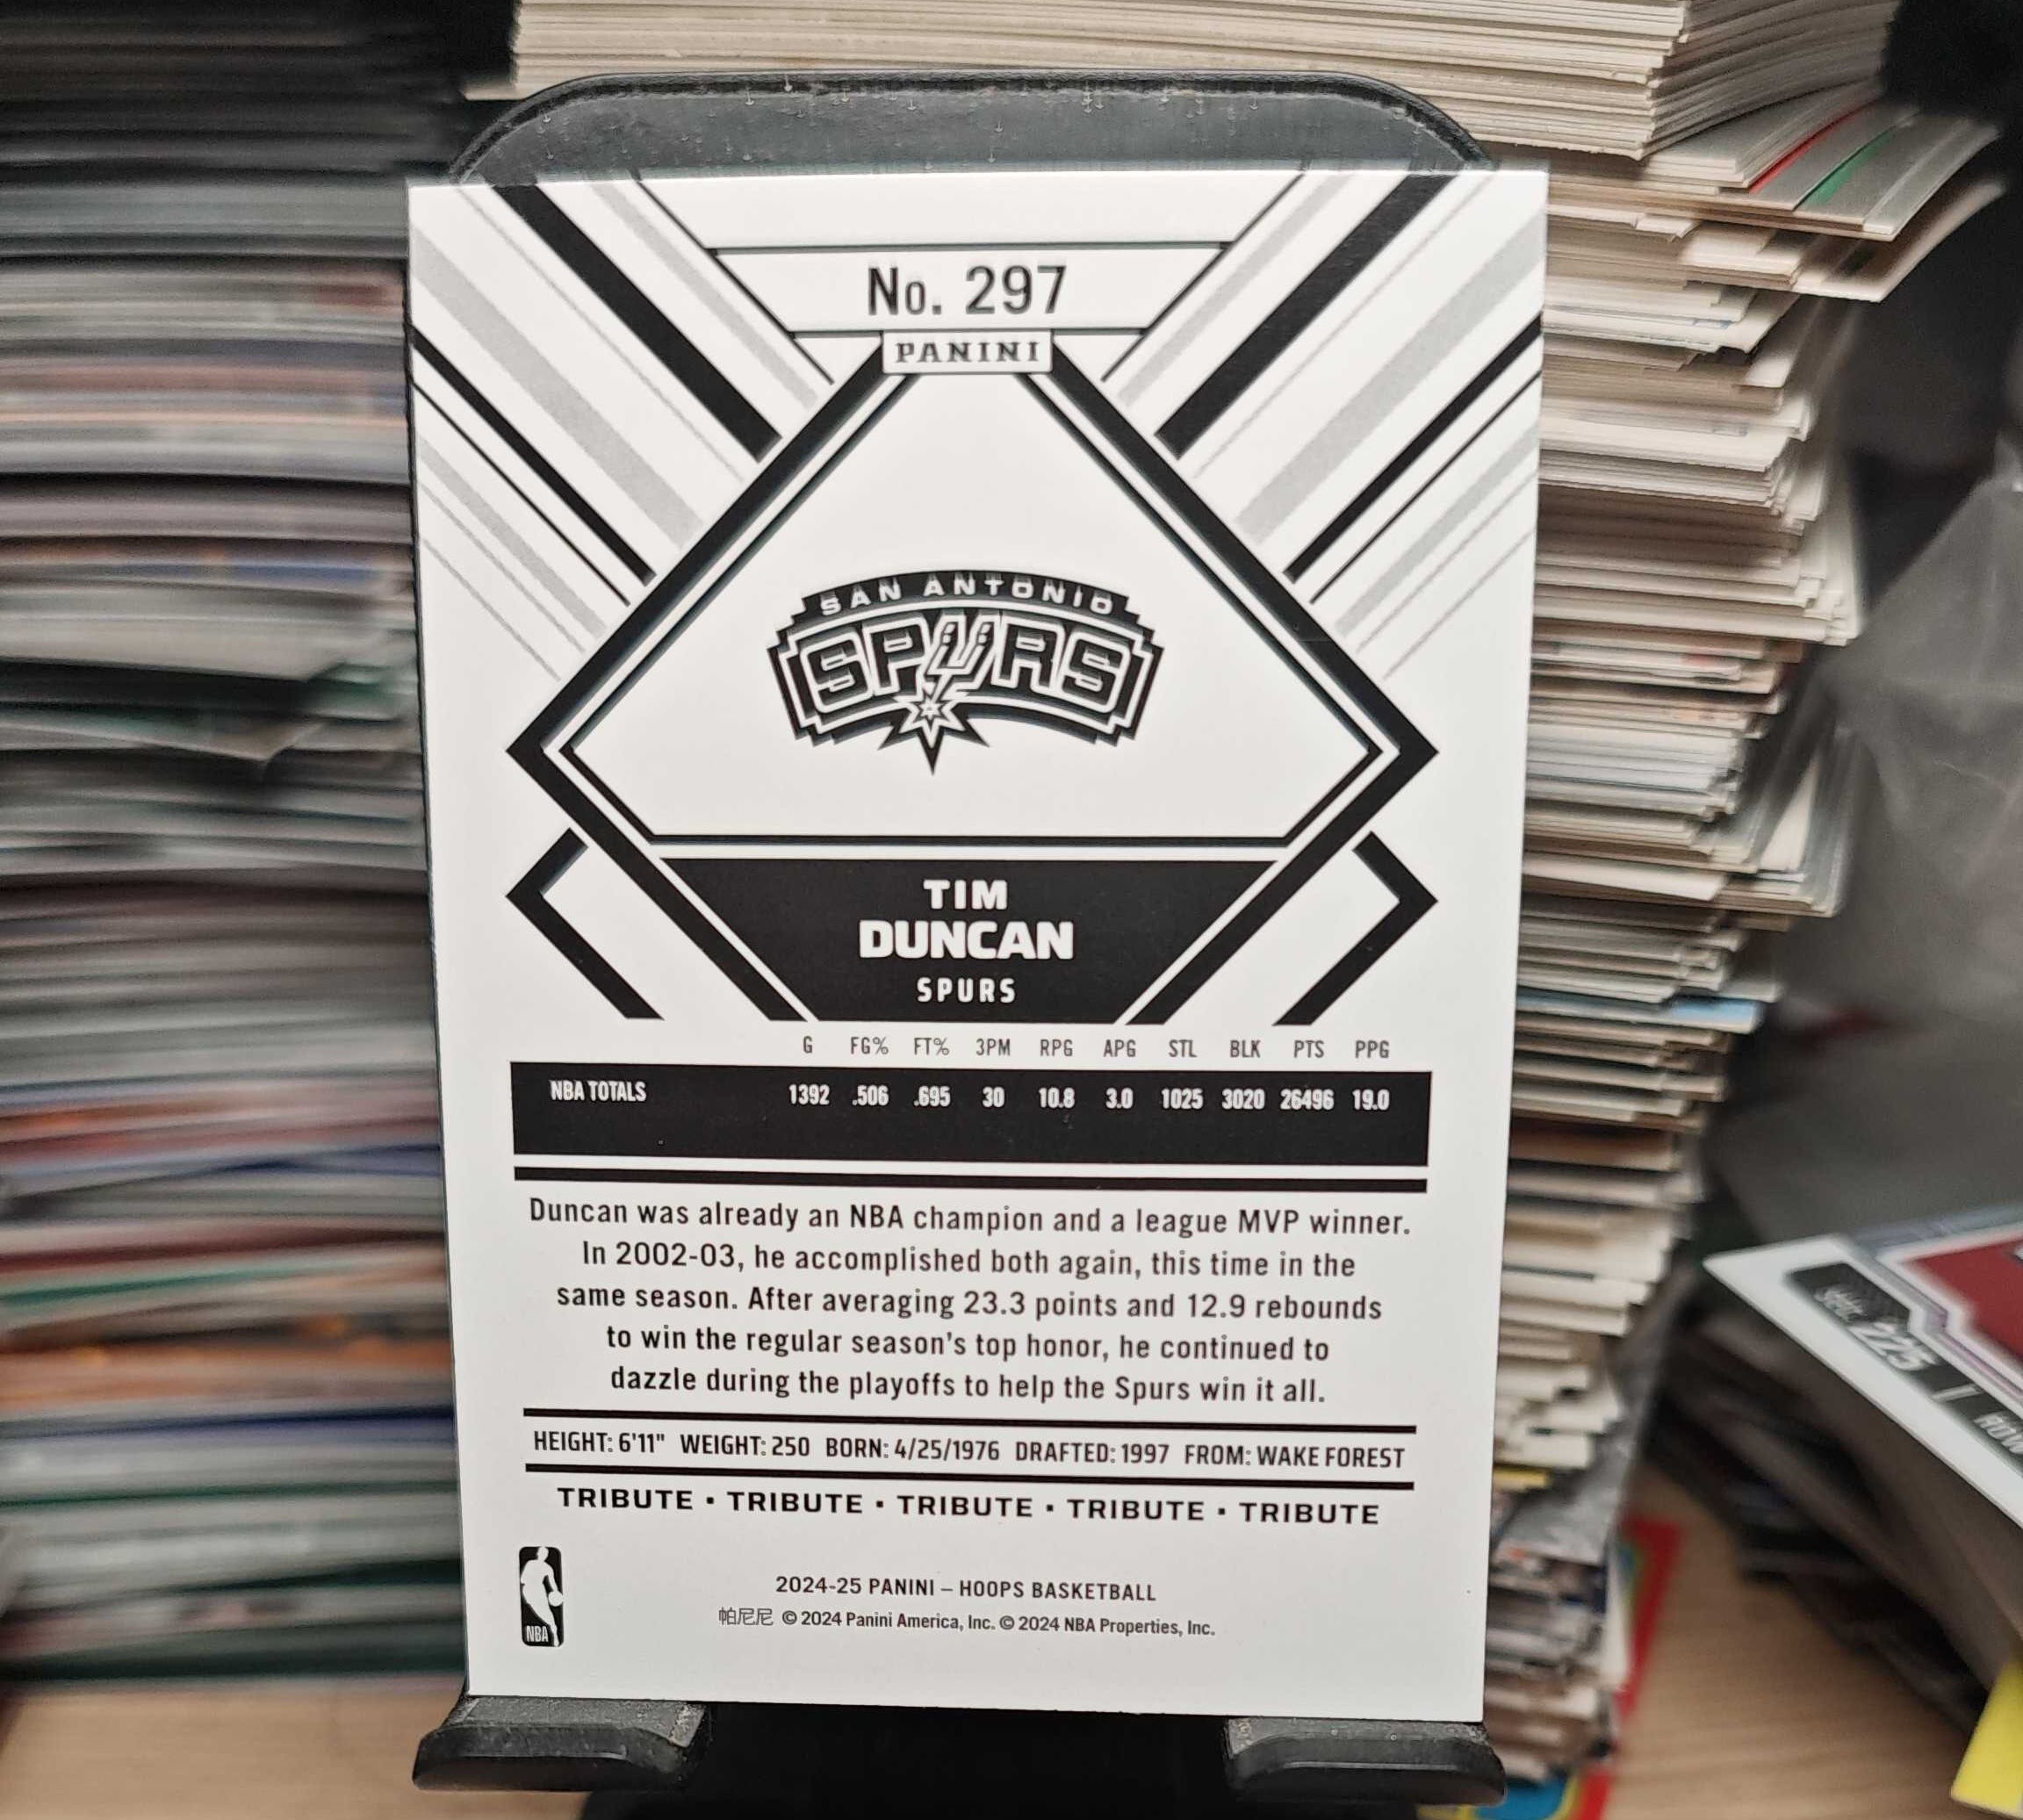 No. 297
PANINI
SAN ANTONIO
SPURS
TIM
DUNCAN
SPURS
G FG% FT% 3PM RPG APG STL BLK PTS PPG
NBA TOTALS 1392 .506 .695 30 10.8 3.0 1025 3020 26496 19.0
Duncan was already an NBA champion and a league MVP winner.
In 2002-03, he accomplished both again, this time in the
same season. After averaging 23.3 points and 12.9 rebounds
to win the regular season's top honor, he continued to
dazzle during the playoffs to help the Spurs win it all.
HEIGHT: 6'11" WEIGHT: 250 BORN: 4/25/1976 DRAFTED: 1997 FROM: WAKE FOREST
TRIBUTE ▪ TRIBUTE ▪ TRIBUTE ▪ TRIBUTE ▪ TRIBUTE
NBA
2024-25 PANINI – HOOPS BASKETBALL
帕尼尼 © 2024 Panini America, Inc. © 2024 NBA Properties, Inc.
225